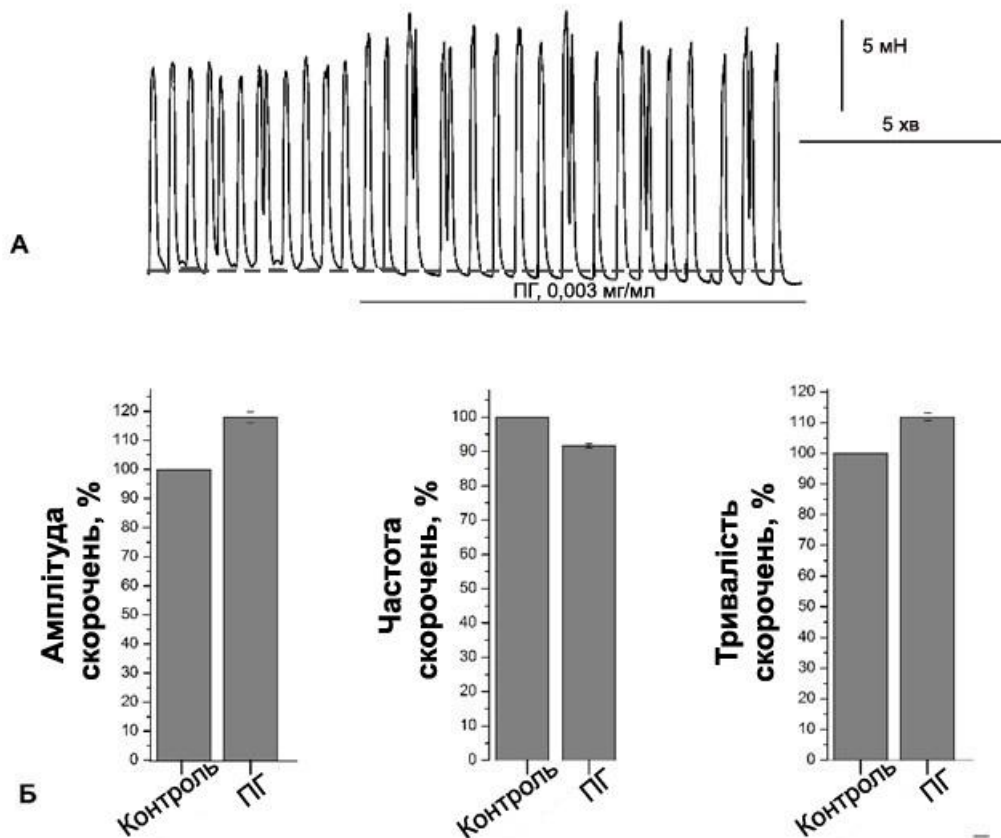 5 мН
5 хв
А
ПГ, 0,003 мг/мл
Амплітуда
скорочень, %
120
110
100
90
80
70
60
50
40
30
20
10
0
Контроль
ПГ
Частота
скорочень, %
100
90
80
70
60
50
40
30
20
10
0
Контроль
ПГ
Тривалість
скорочень, %
120
110
100
90
80
70
60
50
40
30
20
10
0
Контроль
ПГ
Б